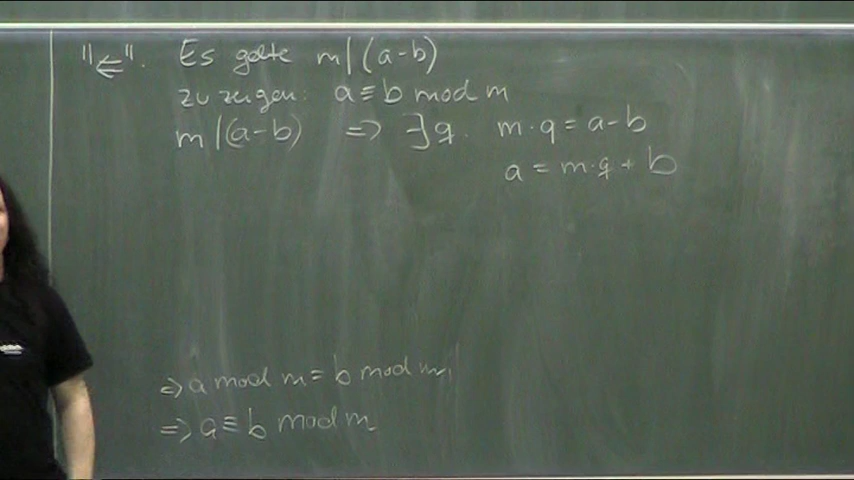 "⇐". Es gelte m|(a-b)
zu zeigen: a ≡ b mod m
m|(a-b) ⇒ ∃q. m·q = a-b
a = m·q + b
⇒ a mod m = b mod m
⇒ a ≡ b mod m